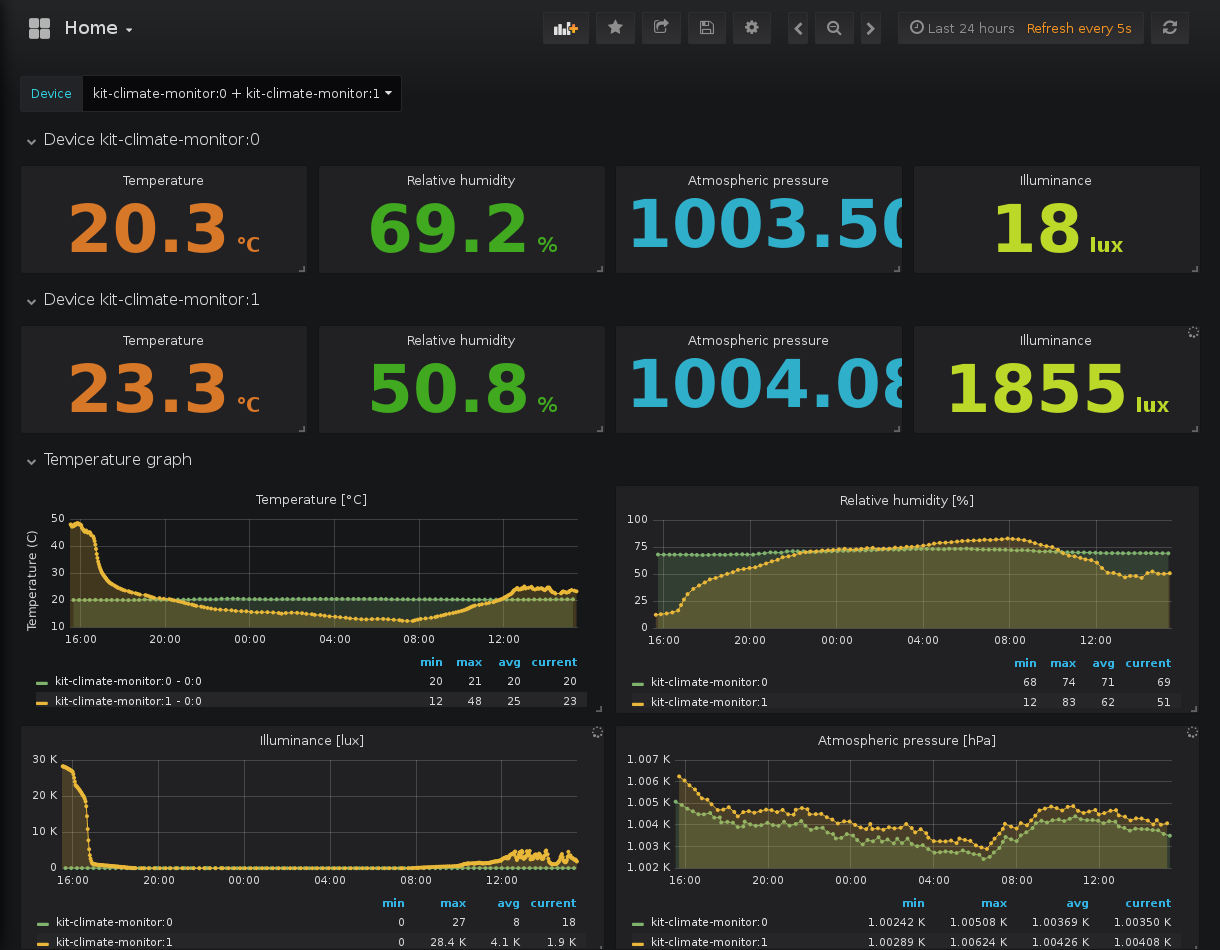 Home
Last 24 hours Refresh every 5s
Device kit-climate-monitor:0 + kit-climate-monitor:1
Device kit-climate-monitor:0
Temperature Relative humidity Atmospheric pressure Illuminance
20.3 °C 69.2 % 1003.50 18 lux
Device kit-climate-monitor:1
Temperature Relative humidity Atmospheric pressure Illuminance
23.3 °C 50.8 % 1004.08 1855 lux
Temperature graph
Temperature [°C]
Temperature (C)
50
40
30
20
10
16:00 20:00 00:00 04:00 08:00 12:00
min max avg current
kit-climate-monitor:0 - 0:0 20 21 20 20
kit-climate-monitor:1 - 0:0 12 48 25 23
Relative humidity [%]
100
75
50
25
0
16:00 20:00 00:00 04:00 08:00 12:00
min max avg current
kit-climate-monitor:0 68 74 71 69
kit-climate-monitor:1 12 83 62 51
Illuminance [lux]
30 K
20 K
10 K
0
16:00 20:00 00:00 04:00 08:00 12:00
min max avg current
kit-climate-monitor:0 0 27 8 18
kit-climate-monitor:1 0 28.4 K 4.1 K 1.9 K
Atmospheric pressure [hPa]
1.007 K
1.006 K
1.005 K
1.004 K
1.003 K
1.002 K
16:00 20:00 00:00 04:00 08:00 12:00
min max avg current
kit-climate-monitor:0 1.00242 K 1.00508 K 1.00369 K 1.00350 K
kit-climate-monitor:1 1.00289 K 1.00624 K 1.00426 K 1.00408 K